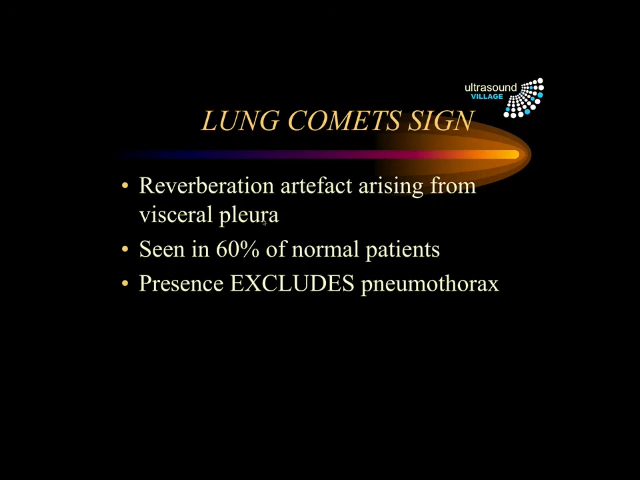 ultrasound
VILLAGE
LUNG COMETS SIGN
• Reverberation artefact arising from
visceral pleura
• Seen in 60% of normal patients
• Presence EXCLUDES pneumothorax